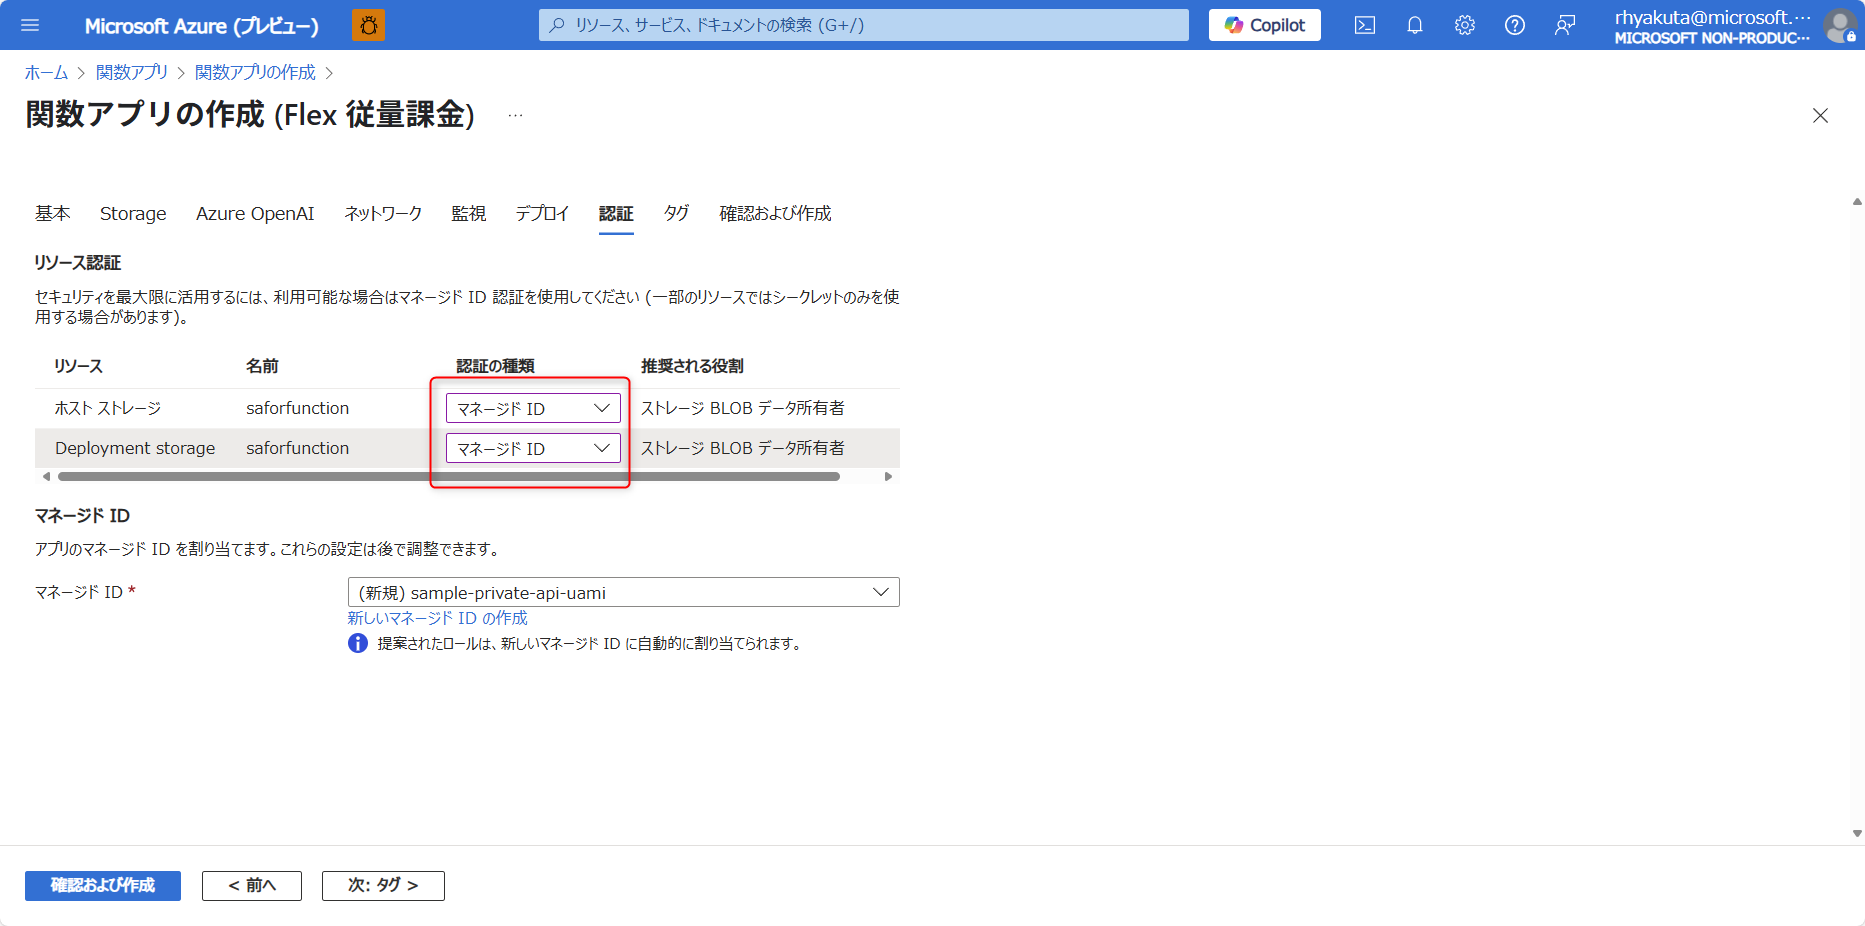 Microsoft Azure (プレビュー)
リソース、サービス、ドキュメントの検索 (G+/)
Copilot
rhyakuta@microsoft....
MICROSOFT NON-PRODUC...
ホーム > 関数アプリ > 関数アプリの作成 >
関数アプリの作成 (Flex 従量課金) ...
基本 Storage Azure OpenAI ネットワーク 監視 デプロイ 認証 タグ 確認および作成
リソース認証
セキュリティを最大限に活用するには、利用可能な場合はマネージド ID 認証を使用してください (一部のリソースではシークレットのみを使
用する場合があります)。
リソース 名前 認証の種類 推奨される役割
ホスト ストレージ saforfunction マネージド ID ストレージ BLOB データ所有者
Deployment storage saforfunction マネージド ID ストレージ BLOB データ所有者
マネージド ID
アプリのマネージド ID を割り当てます。これらの設定は後で調整できます。
マネージド ID * (新規) sample-private-api-uami
新しいマネージド ID の作成
提案されたロールは、新しいマネージド ID に自動的に割り当てられます。
確認および作成 < 前へ 次: タグ >